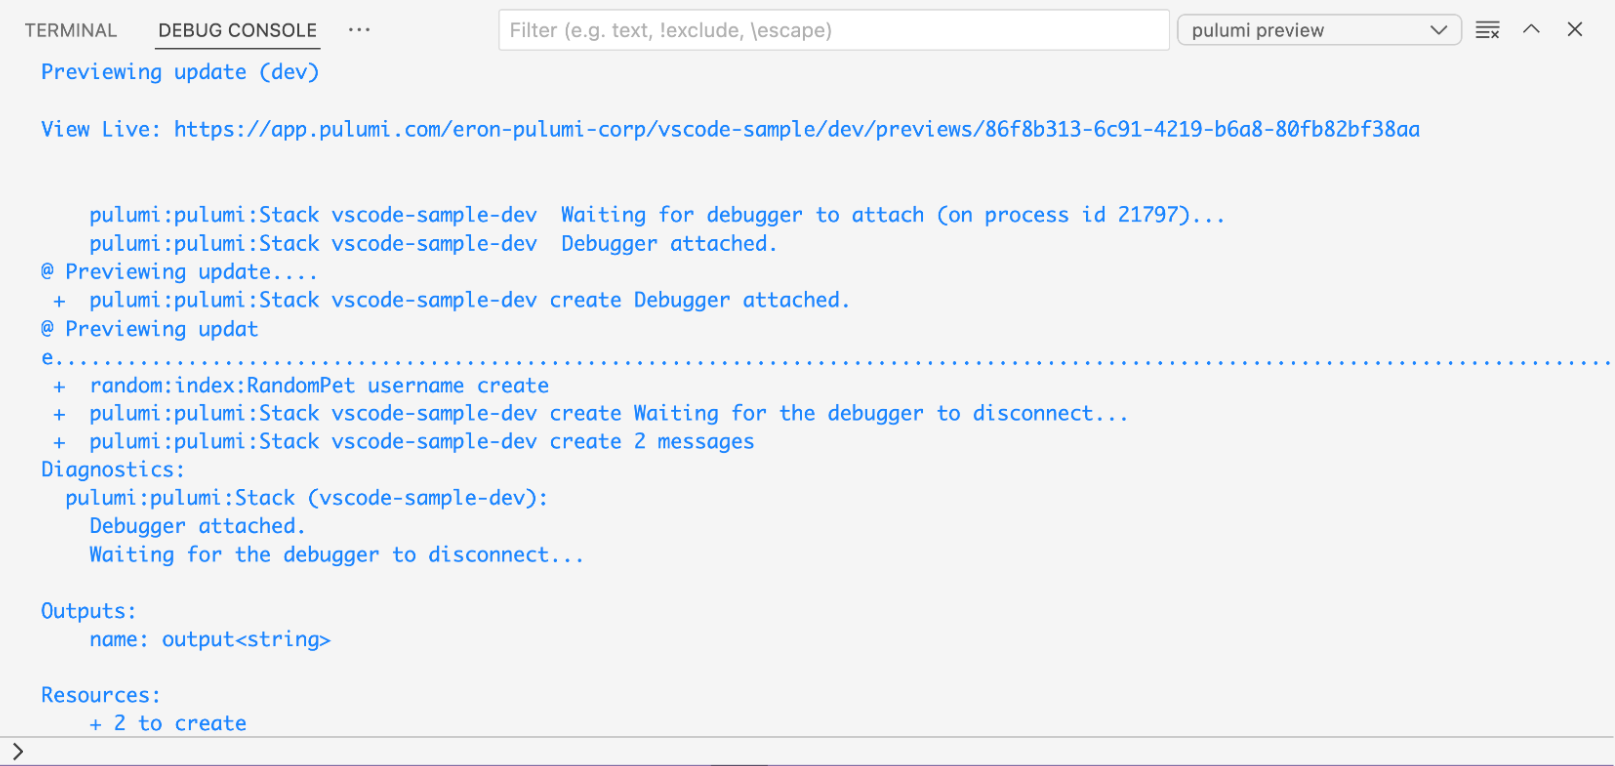 TERMINAL DEBUG CONSOLE ··· Filter (e.g. text, !exclude, \escape) pulumi preview
Previewing update (dev)
View Live: https://app.pulumi.com/eron-pulumi-corp/vscode-sample/dev/previews/86f8b313-6c91-4219-b6a8-80fb82bf38aa
pulumi:pulumi:Stack vscode-sample-dev  Waiting for debugger to attach (on process id 21797)...
pulumi:pulumi:Stack vscode-sample-dev  Debugger attached.
@ Previewing update....
+  pulumi:pulumi:Stack vscode-sample-dev create Debugger attached.
@ Previewing updat
e.................................................................................................................................
+  random:index:RandomPet username create
+  pulumi:pulumi:Stack vscode-sample-dev create Waiting for the debugger to disconnect...
+  pulumi:pulumi:Stack vscode-sample-dev create 2 messages
Diagnostics:
pulumi:pulumi:Stack (vscode-sample-dev):
Debugger attached.
Waiting for the debugger to disconnect...
Outputs:
name: output<string>
Resources:
+ 2 to create